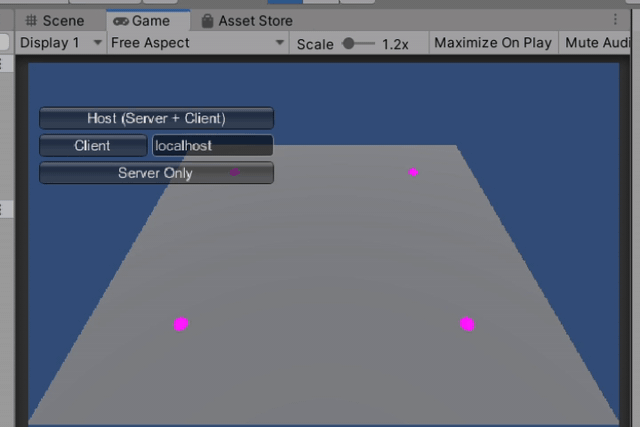 Scene Game Asset Store
Display 1 Free Aspect Scale 1.2x Maximize On Play Mute Audi
Host (Server + Client)
Client localhost
Server Only